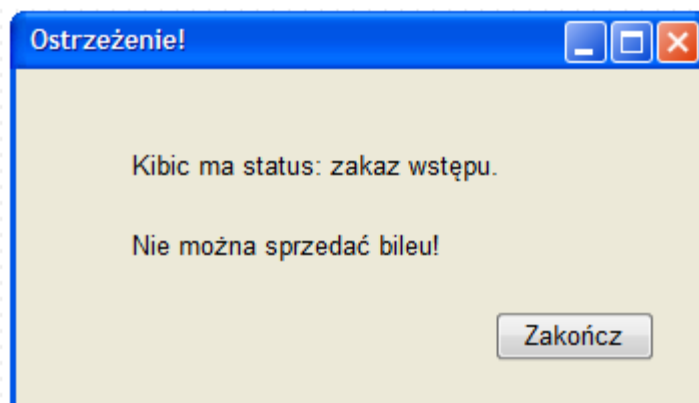 Ostrzeżenie!
Kibic ma status: zakaz wstępu.
Nie można sprzedać bileu!
Zakończ